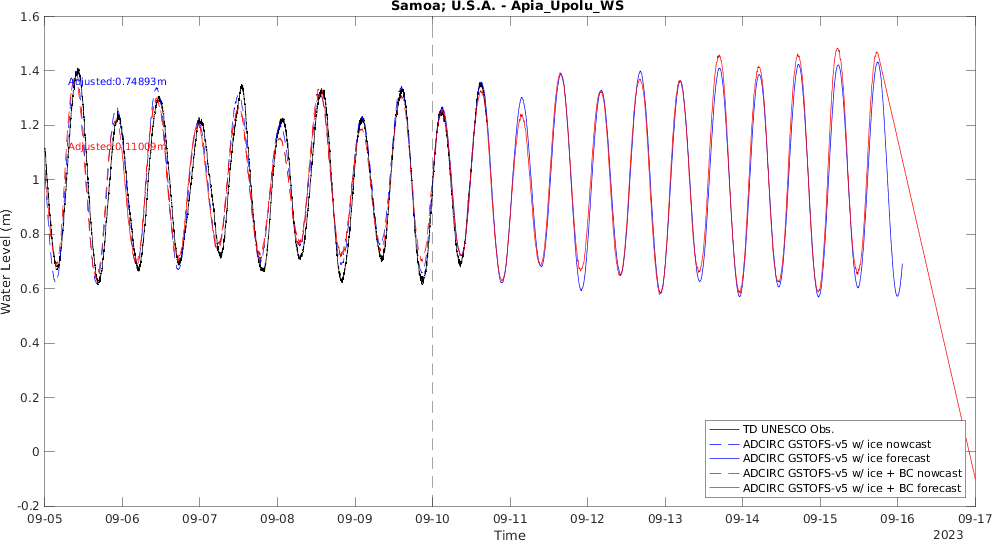 Samoa; U.S.A. - Apia_Upolu_WS
1.6
1.4
1.2
1
0.8
0.6
0.4
0.2
0
-0.2
Water Level (m)
Adjusted:0.74893m
Adjusted:0.11009m
TD UNESCO Obs.
ADCIRC GSTOFS-v5 w/ ice nowcast
ADCIRC GSTOFS-v5 w/ ice forecast
ADCIRC GSTOFS-v5 w/ ice + BC nowcast
ADCIRC GSTOFS-v5 w/ ice + BC forecast
09-05 09-06 09-07 09-08 09-09 09-10 09-11 09-12 09-13 09-14 09-15 09-16 09-17
Time
2023